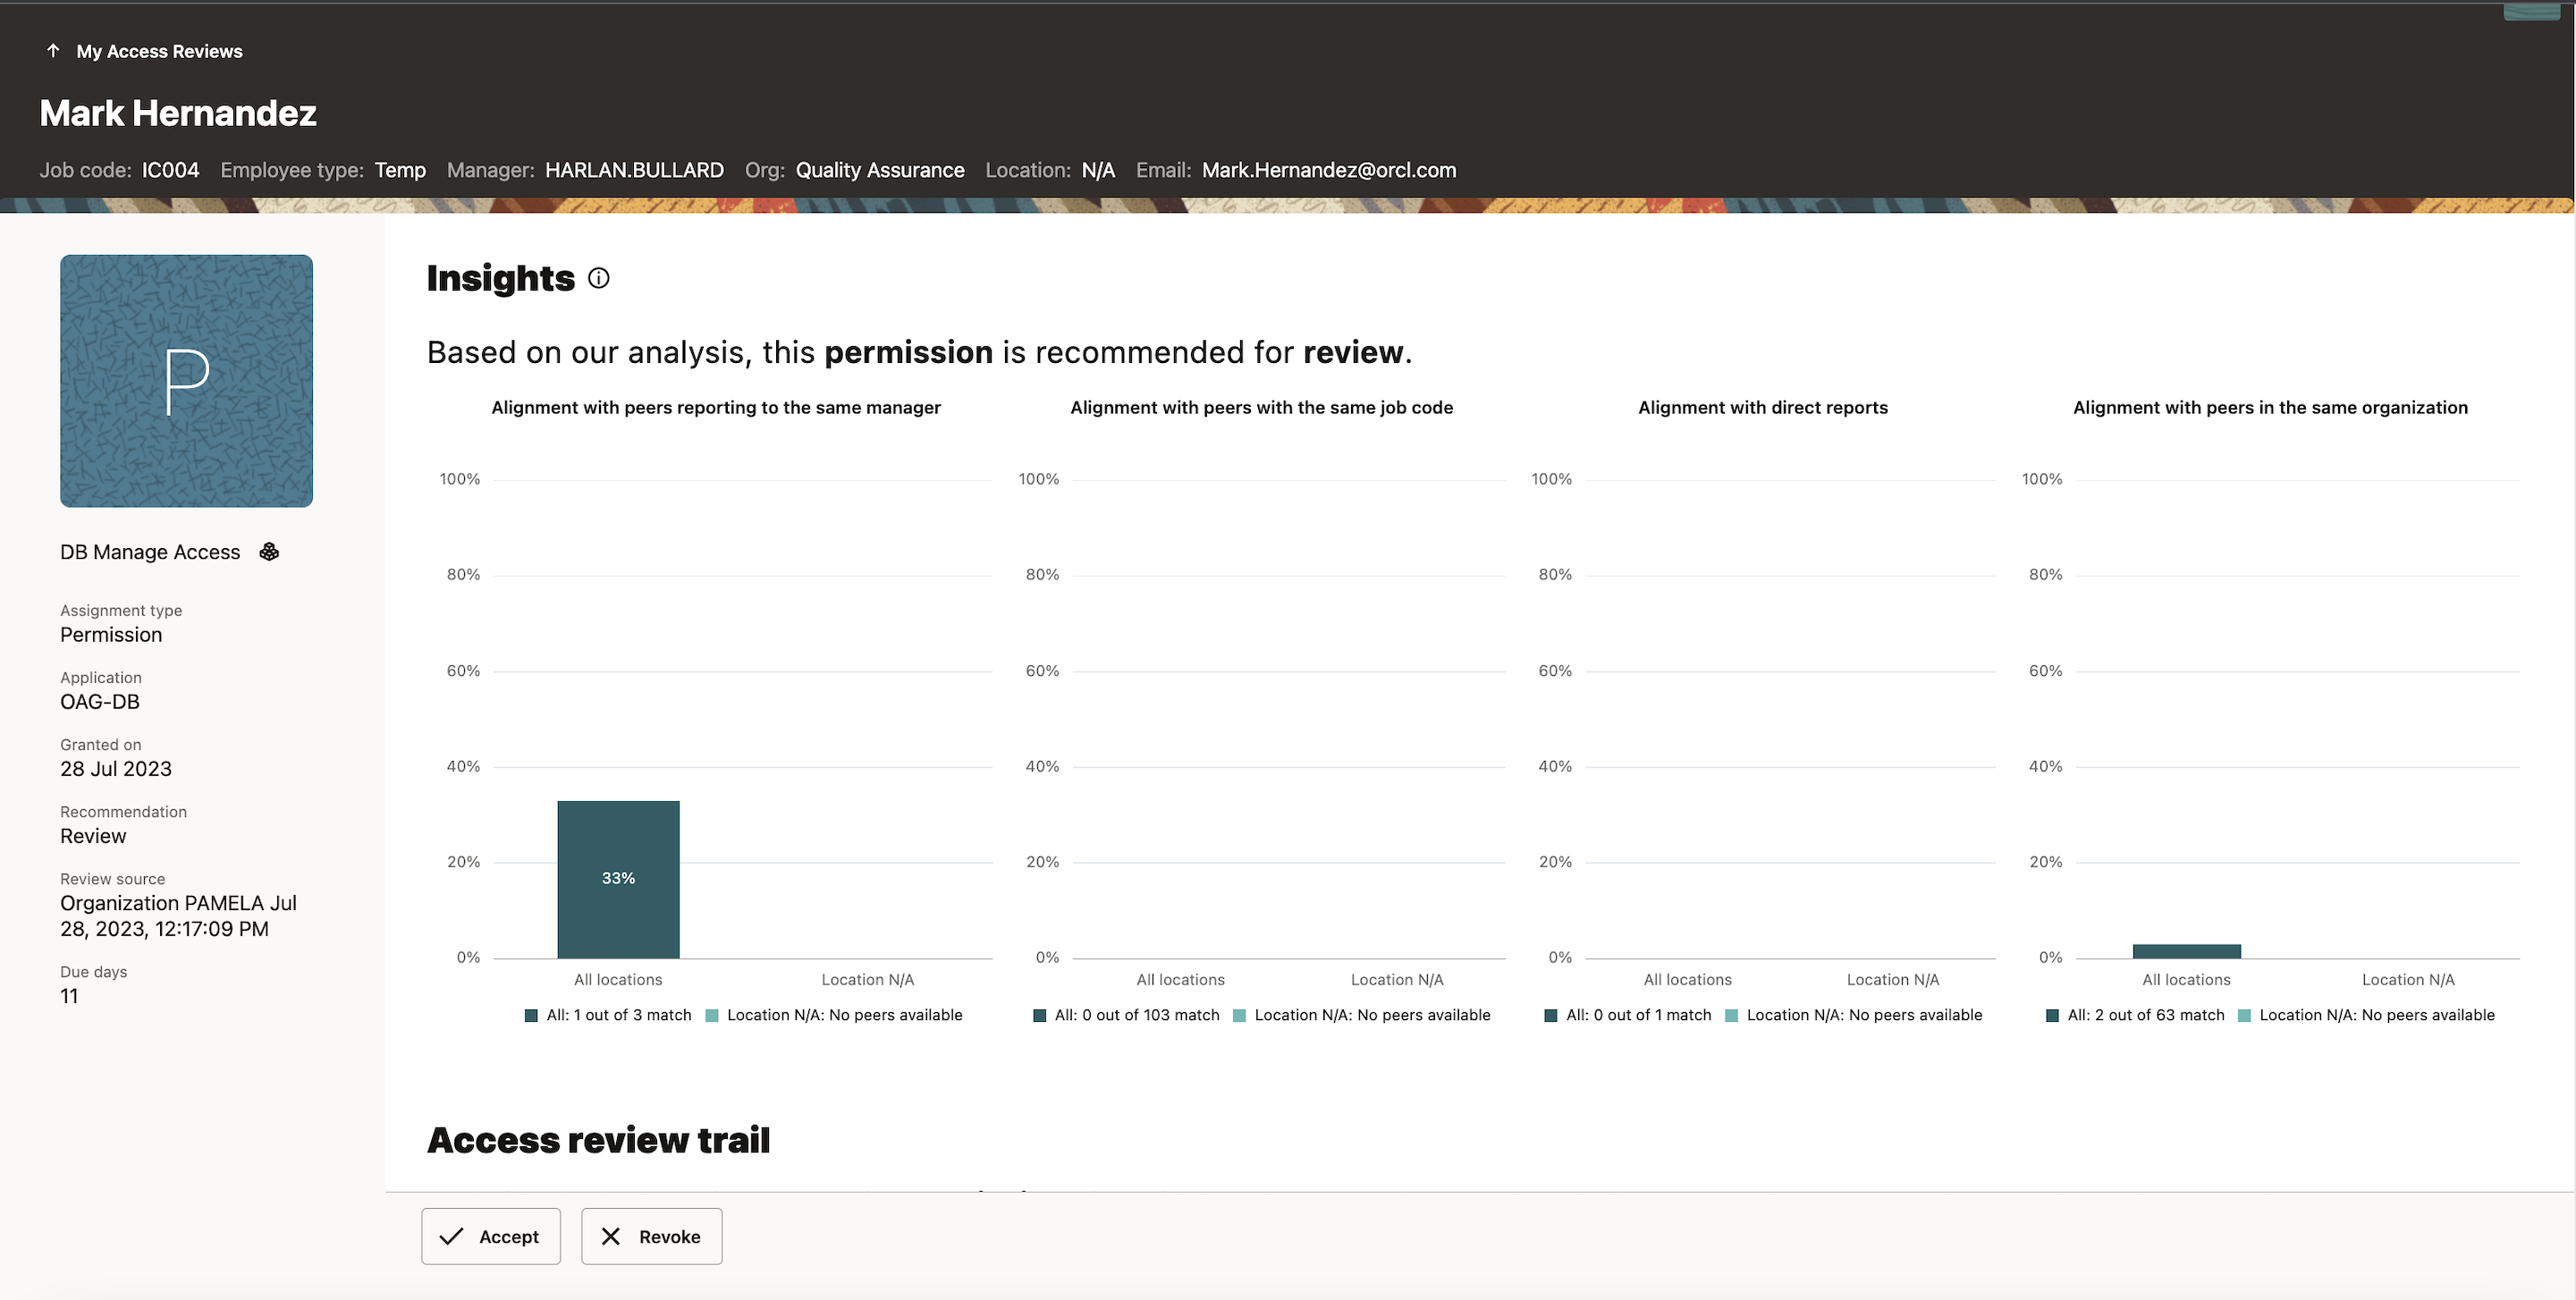 My Access Reviews
Mark Hernandez
Job code: IC004 Employee type: Temp Manager: HARLAN.BULLARD Org: Quality Assurance Location: N/A Email: Mark.Hernandez@orcl.com
P
DB Manage Access
Assignment type
Permission
Application
OAG-DB
Granted on
28 Jul 2023
Recommendation
Review
Review source
Organization PAMELA Jul
28, 2023, 12:17:09 PM
Due days
11
Insights
Based on our analysis, this permission is recommended for review.
Alignment with peers reporting to the same manager
100%
80%
60%
40%
20%
0%
33%
All locations Location N/A
All: 1 out of 3 match Location N/A: No peers available
Alignment with peers with the same job code
100%
80%
60%
40%
20%
0%
All locations Location N/A
All: 0 out of 103 match Location N/A: No peers available
Alignment with direct reports
100%
80%
60%
40%
20%
0%
All locations Location N/A
All: 0 out of 1 match Location N/A: No peers available
Alignment with peers in the same organization
100%
80%
60%
40%
20%
0%
All locations Location N/A
All: 2 out of 63 match Location N/A: No peers available
Access review trail
Accept
Revoke